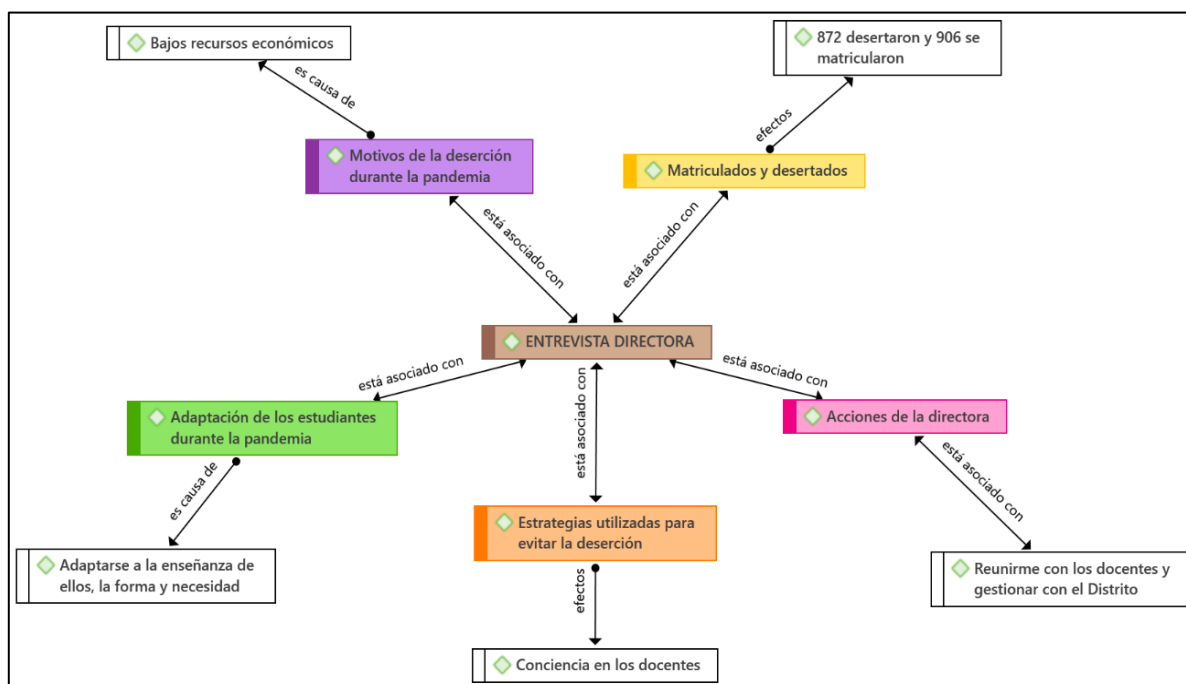 Bajos recursos económicos
872 desertaron y 906 se
matricularon
es causa de
efectos
Motivos de la deserción
durante la pandemia
Matriculados y desertados
está asociado con
está asociado con
ENTREVISTA DIRECTORA
está asociado con
está asociado con
está asociado con
Adaptación de los estudiantes
durante la pandemia
Acciones de la directora
es causa de
está asociado con
Estrategias utilizadas para
evitar la deserción
Adaptarse a la enseñanza de
ellos, la forma y necesidad
efectos
Reunirme con los docentes y
gestionar con el Distrito
Conciencia en los docentes